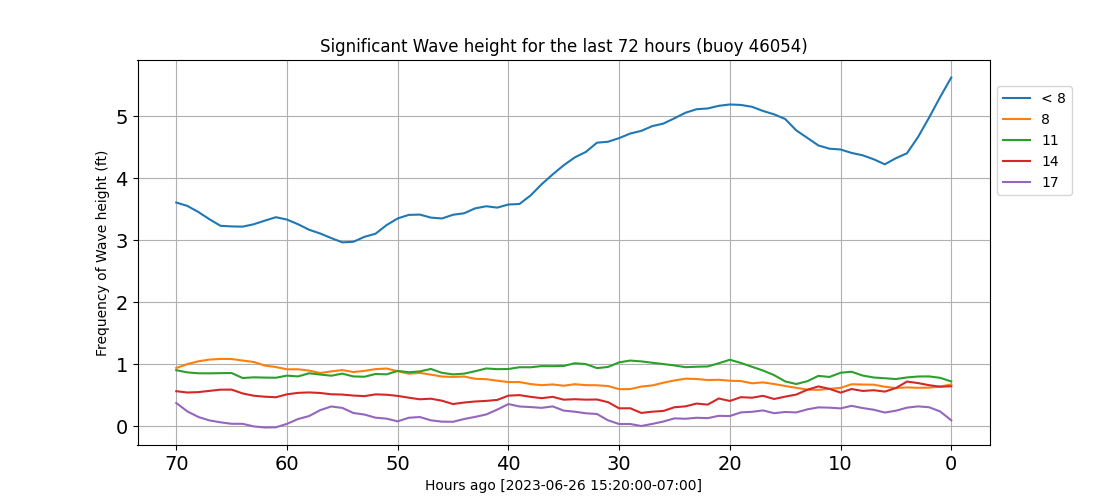 Significant Wave height for the last 72 hours (buoy 46054)
Frequency of Wave height (ft)
5
4
3
2
1
0
70 60 50 40 30 20 10 0
Hours ago [2023-06-26 15:20:00-07:00]
< 8
8
11
14
17